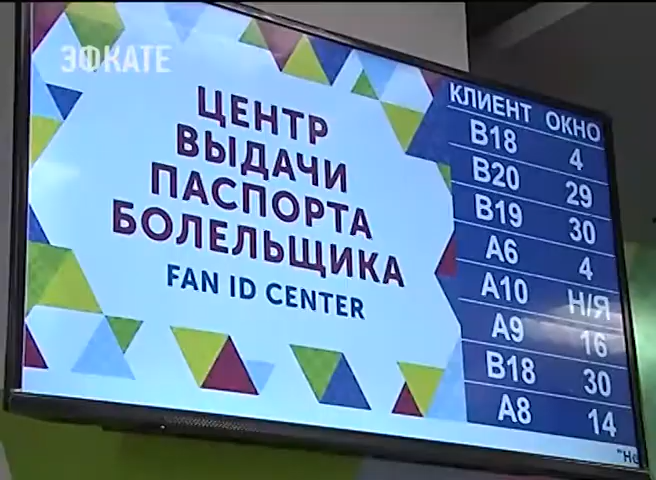 ЭФКАТЕ
ЦЕНТР
ВЫДАЧИ
ПАСПОРТА
БОЛЕЛЬЩИКА
FAN ID CENTER
КЛИЕНТ ОКНО
B18 4
B20 29
B19 30
A6 4
A10 Н/Я
A9 16
B18 30
A8 14
"Не